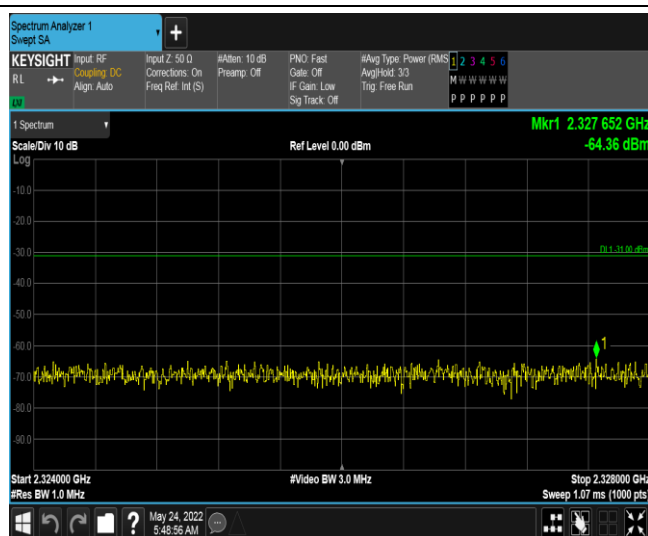 Spectrum Analyzer 1
Swept SA
+
KEYSIGHT Input: RF Input Z: 50 Ω #Atten: 10 dB PNO: Fast #Avg Type: Power (RMS 1 2 3 4 5 6
RL Coupling: DC Corrections: On Preamp: Off Gate: Off Avg|Hold: 3/3 M W W W W W
Align: Auto Freq Ref: Int (S) IF Gain: Low Trig: Free Run
LXI Sig Track: Off P P P P P P
1 Spectrum Mkr1 2.327 652 GHz
Scale/Div 10 dB Ref Level 0.00 dBm -64.36 dBm
Log
-10.0
-20.0
-30.0 DL1 -31.00 dBm
-40.0
-50.0
-60.0 1
-70.0
-80.0
-90.0
Start 2.324000 GHz #Video BW 3.0 MHz Stop 2.328000 GHz
#Res BW 1.0 MHz Sweep 1.07 ms (1000 pts)
? May 24, 2022
5:48:56 AM